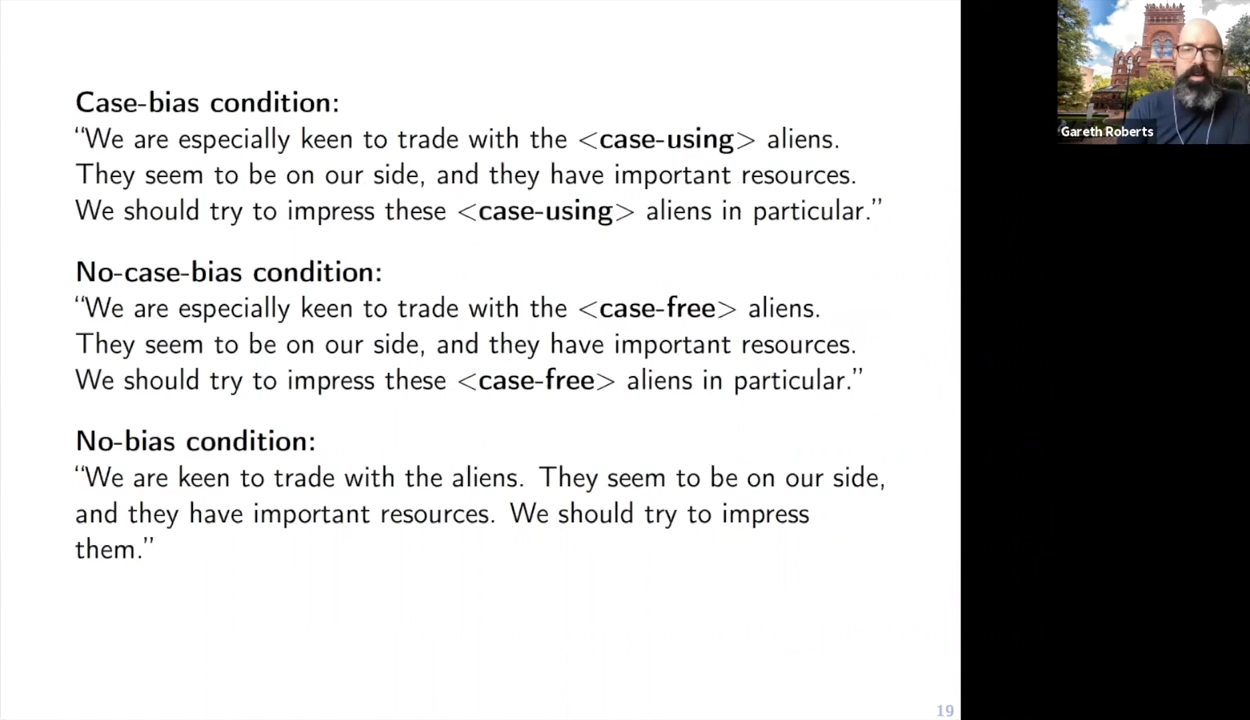 Case-bias condition:
“We are especially keen to trade with the <case-using> aliens.
They seem to be on our side, and they have important resources.
We should try to impress these <case-using> aliens in particular.”
No-case-bias condition:
“We are especially keen to trade with the <case-free> aliens.
They seem to be on our side, and they have important resources.
We should try to impress these <case-free> aliens in particular.”
No-bias condition:
“We are keen to trade with the aliens. They seem to be on our side,
and they have important resources. We should try to impress
them.”
19
Gareth Roberts